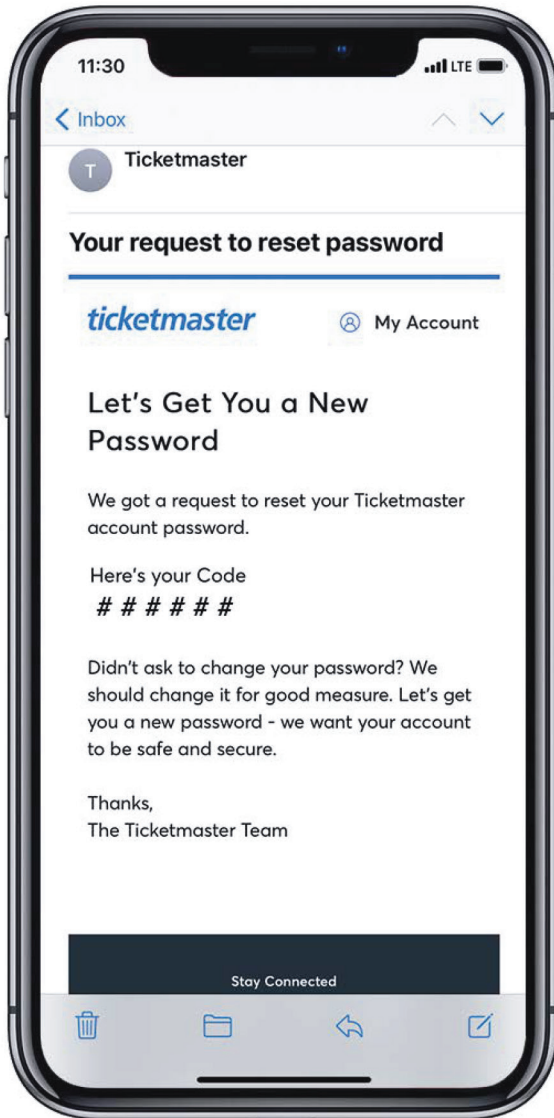 11:30
LTE
Inbox
T
Ticketmaster
Your request to reset password
ticketmaster
My Account
Let's Get You a New
Password
We got a request to reset your Ticketmaster
account password.
Here's your Code
# # # # # #
Didn't ask to change your password? We
should change it for good measure. Let's get
you a new password - we want your account
to be safe and secure.
Thanks,
The Ticketmaster Team
Stay Connected